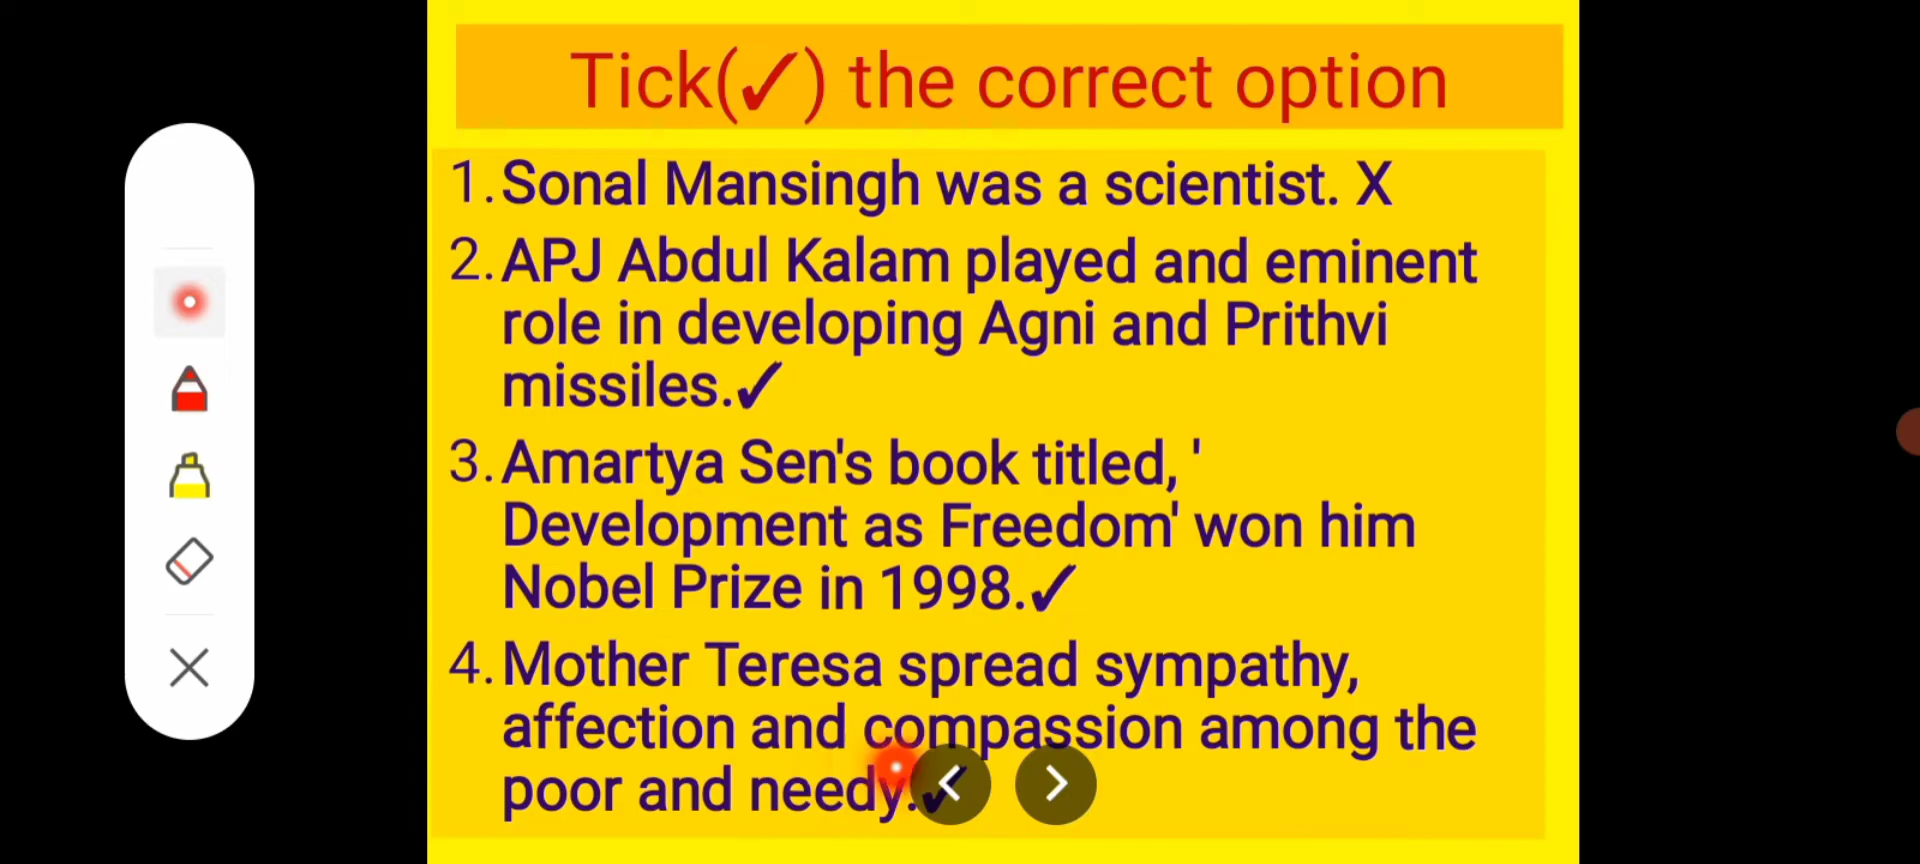 Tick(✓) the correct option
1. Sonal Mansingh was a scientist. X
2. APJ Abdul Kalam played and eminent
role in developing Agni and Prithvi
missiles.✓
3. Amartya Sen's book titled, '
Development as Freedom' won him
Nobel Prize in 1998.✓
4. Mother Teresa spread sympathy,
affection and compassion among the
poor and needy.✓